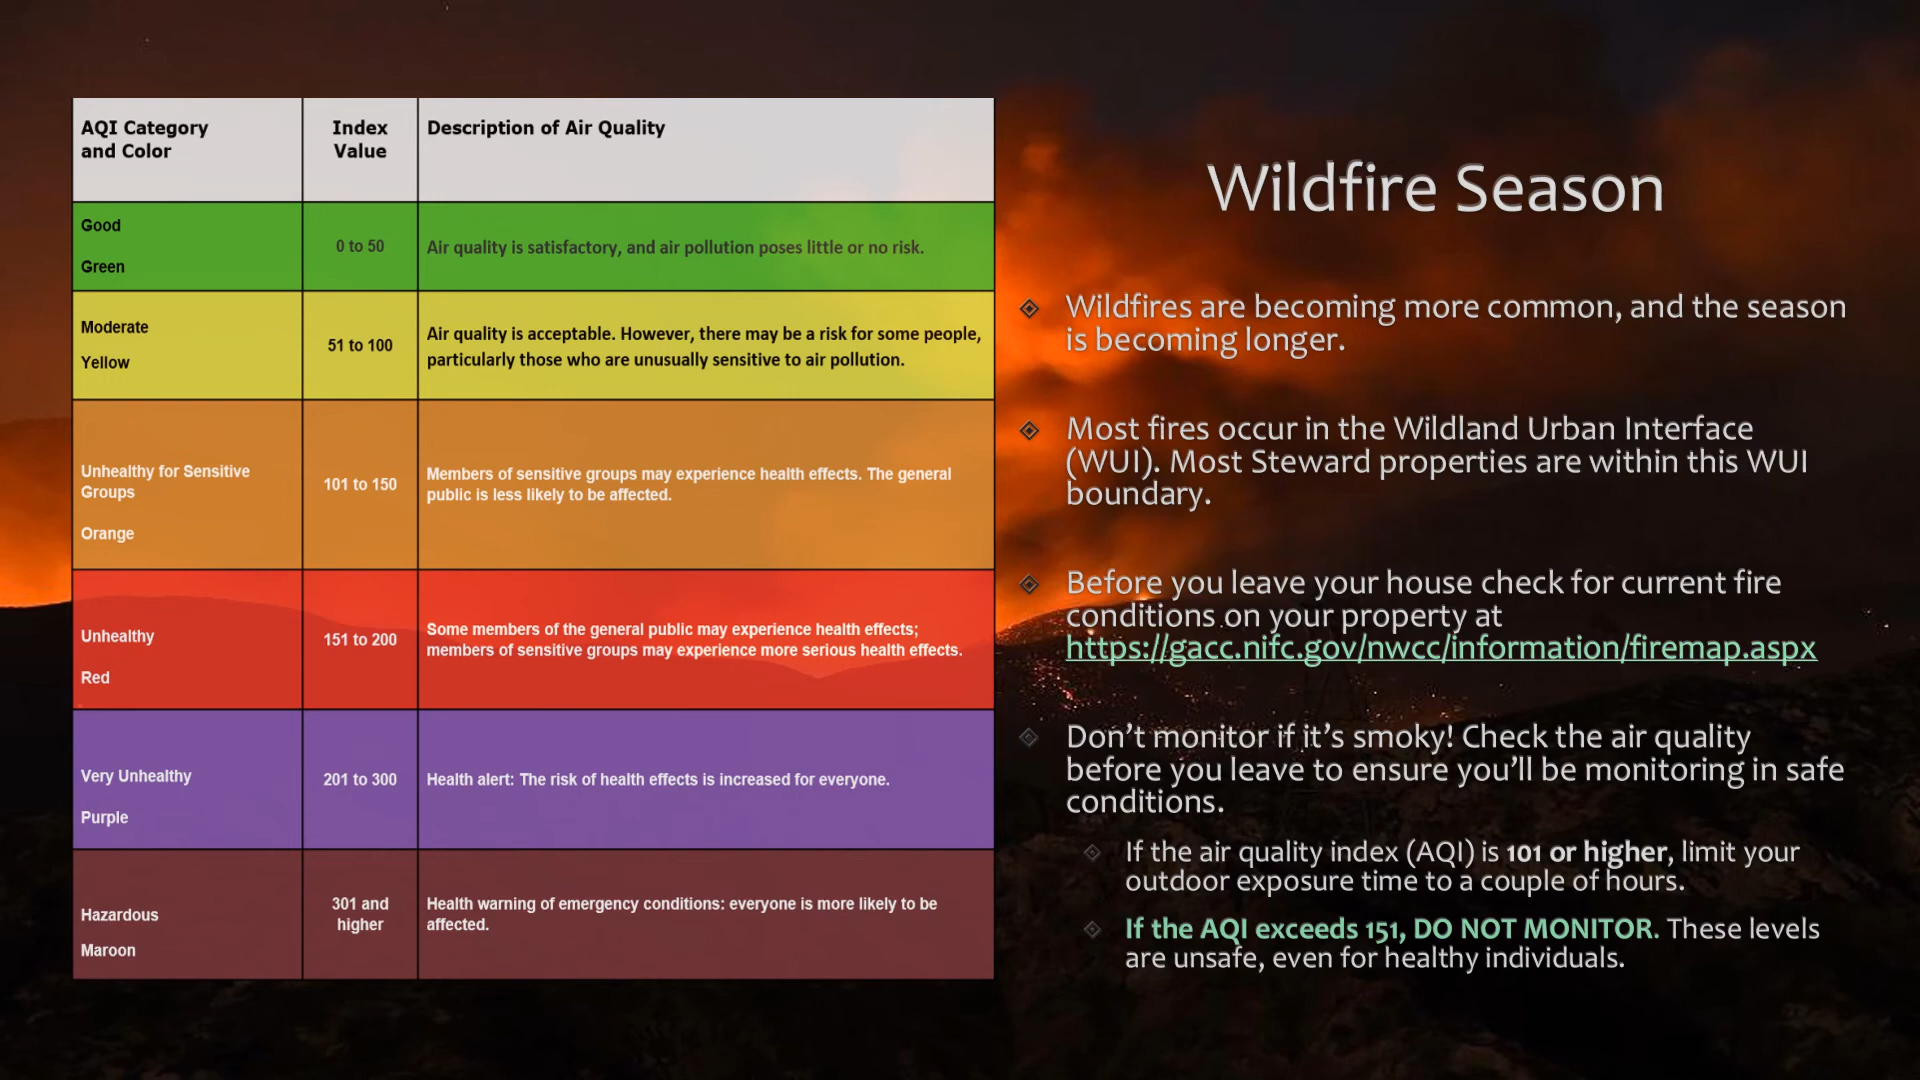 AQI Category
and Color
Index
Value
Description of Air Quality
Good
Green
0 to 50
Air quality is satisfactory, and air pollution poses little or no risk.
Moderate
Yellow
51 to 100
Air quality is acceptable. However, there may be a risk for some people,
particularly those who are unusually sensitive to air pollution.
Unhealthy for Sensitive
Groups
Orange
101 to 150
Members of sensitive groups may experience health effects. The general
public is less likely to be affected.
Unhealthy
Red
151 to 200
Some members of the general public may experience health effects;
members of sensitive groups may experience more serious health effects.
Very Unhealthy
Purple
201 to 300
Health alert: The risk of health effects is increased for everyone.
Hazardous
Maroon
301 and
higher
Health warning of emergency conditions: everyone is more likely to be
affected.
Wildfire Season
Wildfires are becoming more common, and the season
is becoming longer.
Most fires occur in the Wildland Urban Interface
(WUI). Most Steward properties are within this WUI
boundary.
Before you leave your house check for current fire
conditions on your property at
https://gacc.nifc.gov/nwcc/information/firemap.aspx
Don't monitor if it's smoky! Check the air quality
before you leave to ensure you'll be monitoring in safe
conditions.
If the air quality index (AQI) is 101 or higher, limit your
outdoor exposure time to a couple of hours.
If the AQI exceeds 151, DO NOT MONITOR. These levels
are unsafe, even for healthy individuals.